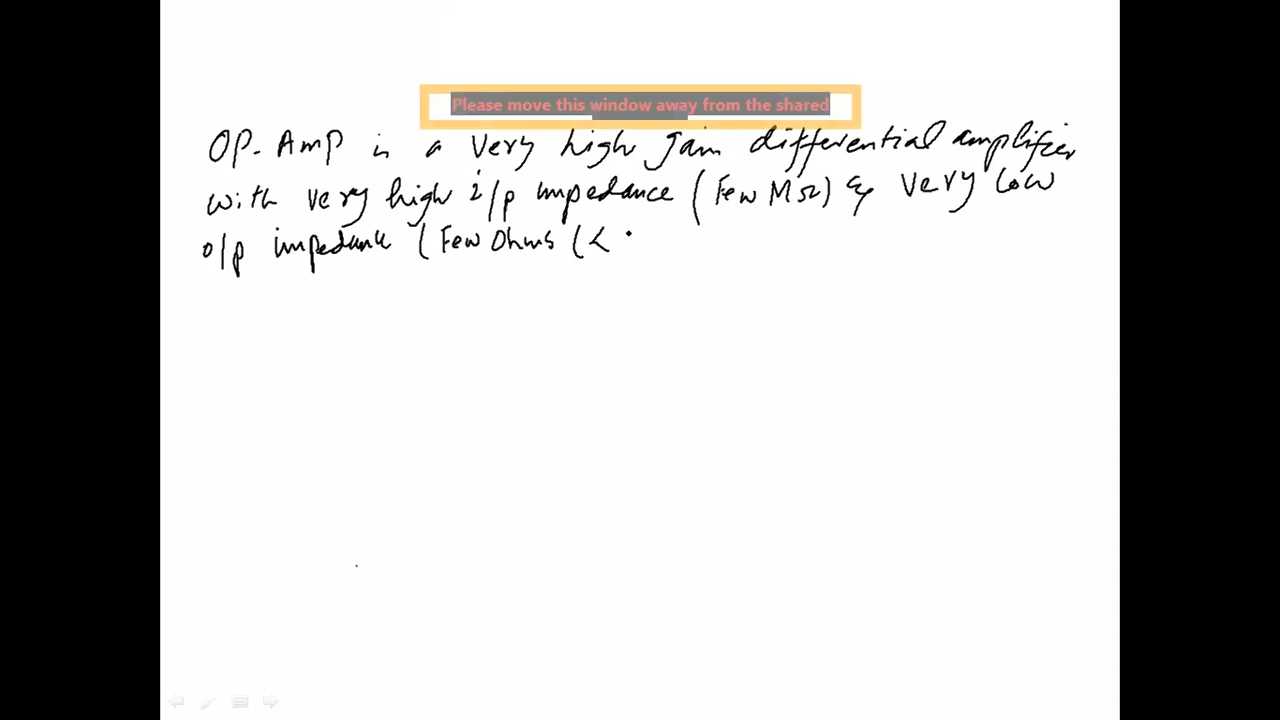 Please move this window away from the shared
OP-AMP is a very high gain differential amplifier
with very high i/p impedance (Few MΩ) & very low
o/p impedance (Few Ohms (<